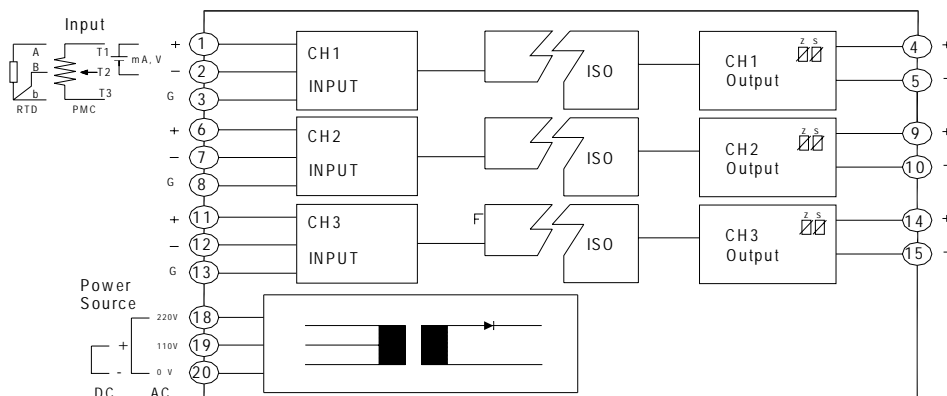 Input
A
B
b
RTD
T1
T2
T3
PMC
mA, V
+ 1
− 2
G 3
CH1
INPUT
ISO
z s
CH1
Output
4 +
5 −
+ 6
− 7
G 8
CH2
INPUT
ISO
z s
CH2
Output
9 +
10 −
+ 11
− 12
G 13
CH3
INPUT
F
ISO
z s
CH3
Output
14 +
15 −
Power
Source
220V 18
+ 110V 19
- 0 V 20
DC AC